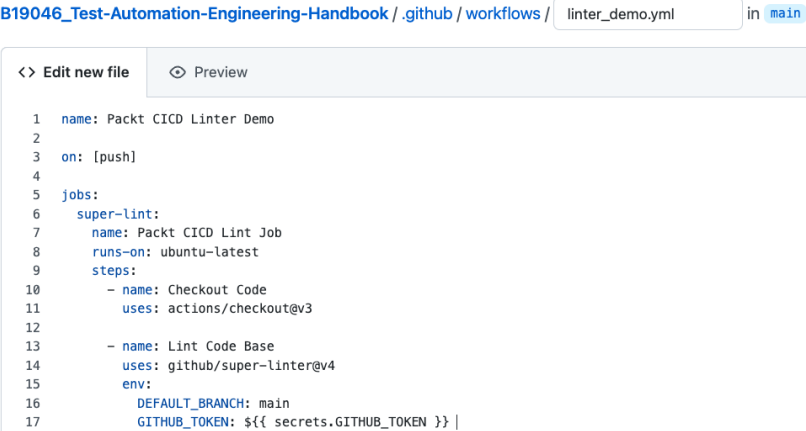 B19046_Test-Automation-Engineering-Handbook / .github / workflows / linter_demo.yml in main
<> Edit new file Preview
1 name: Packt CICD Linter Demo
2
3 on: [push]
4
5 jobs:
6   super-lint:
7     name: Packt CICD Lint Job
8     runs-on: ubuntu-latest
9     steps:
10       - name: Checkout Code
11         uses: actions/checkout@v3
12
13       - name: Lint Code Base
14         uses: github/super-linter@v4
15         env:
16           DEFAULT_BRANCH: main
17           GITHUB_TOKEN: ${{ secrets.GITHUB_TOKEN }}